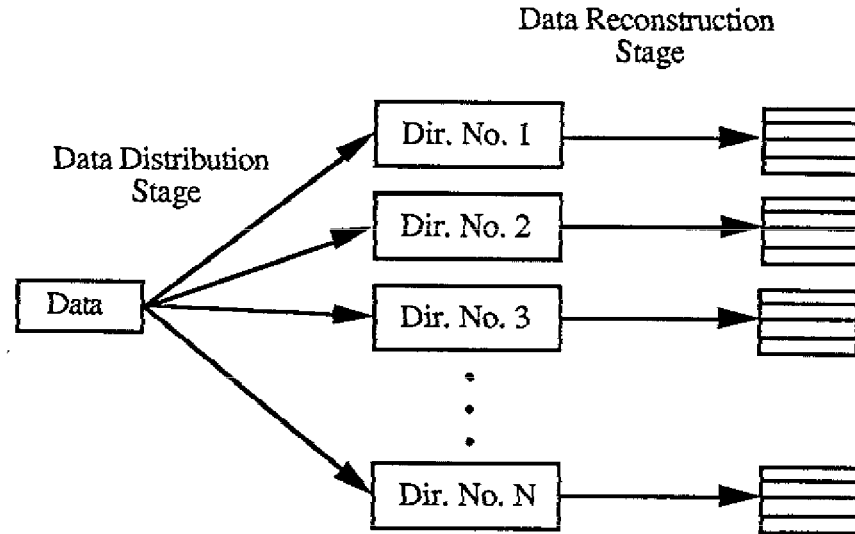 Data Reconstruction
Stage
Data Distribution
Stage
Data
Dir. No. 1
Dir. No. 2
Dir. No. 3
Dir. No. N